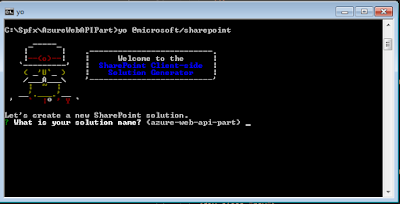 yo
C:\Spfx\AzureWebAPIPart>yo @microsoft/sharepoint
Welcome to the
SharePoint Client-side
Solution Generator
Let's create a new SharePoint solution.
? What is your solution name? (azure-web-api-part)